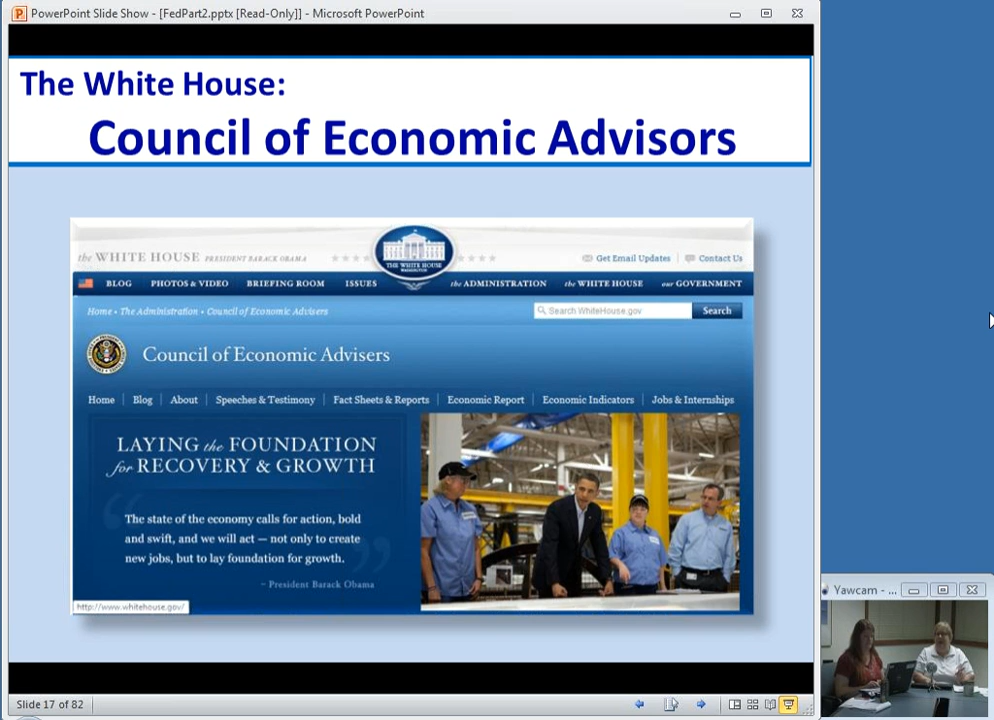 PowerPoint Slide Show - [FedPart2.pptx [Read-Only]] - Microsoft PowerPoint
The White House:
Council of Economic Advisors
the WHITE HOUSE PRESIDENT BARACK OBAMA
THE WHITE HOUSE
WASHINGTON
Get Email Updates
Contact Us
BLOG PHOTOS & VIDEO BRIEFING ROOM ISSUES the ADMINISTRATION the WHITE HOUSE our GOVERNMENT
Home • The Administration • Council of Economic Advisers
Search WhiteHouse.gov
Search
Council of Economic Advisers
Home Blog About Speeches & Testimony Fact Sheets & Reports Economic Report Economic Indicators Jobs & Internships
LAYING the FOUNDATION
for RECOVERY & GROWTH
The state of the economy calls for action, bold
and swift, and we will act — not only to create
new jobs, but to lay foundation for growth.
~ President Barack Obama
http://www.whitehouse.gov/
Yawcam - ...
Slide 17 of 82